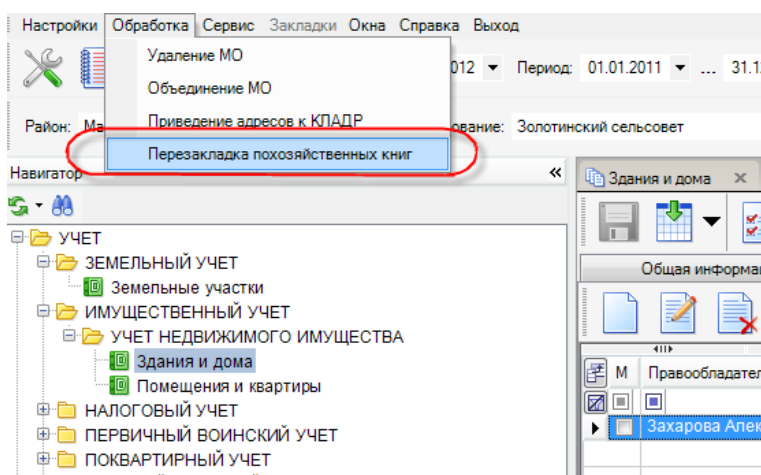 Настройки Обработка Сервис Закладки Окна Справка Выход
Удаление МО
012 Период: 01.01.2011 ... 31.1
Объединение МО
Район: Ма
Приведение адресов к КЛАДР
ование: Золотинский сельсовет
Перезакладка похозяйственных книг
Навигатор
Здания и дома
УЧЕТ
ЗЕМЕЛЬНЫЙ УЧЕТ
Общая информа
Земельные участки
ИМУЩЕСТВЕННЫЙ УЧЕТ
УЧЕТ НЕДВИЖИМОГО ИМУЩЕСТВА
Здания и дома
М Правообладател
Помещения и квартиры
НАЛОГОВЫЙ УЧЕТ
Захарова Алек
ПЕРВИЧНЫЙ ВОИНСКИЙ УЧЕТ
ПОКВАРТИРНЫЙ УЧЕТ